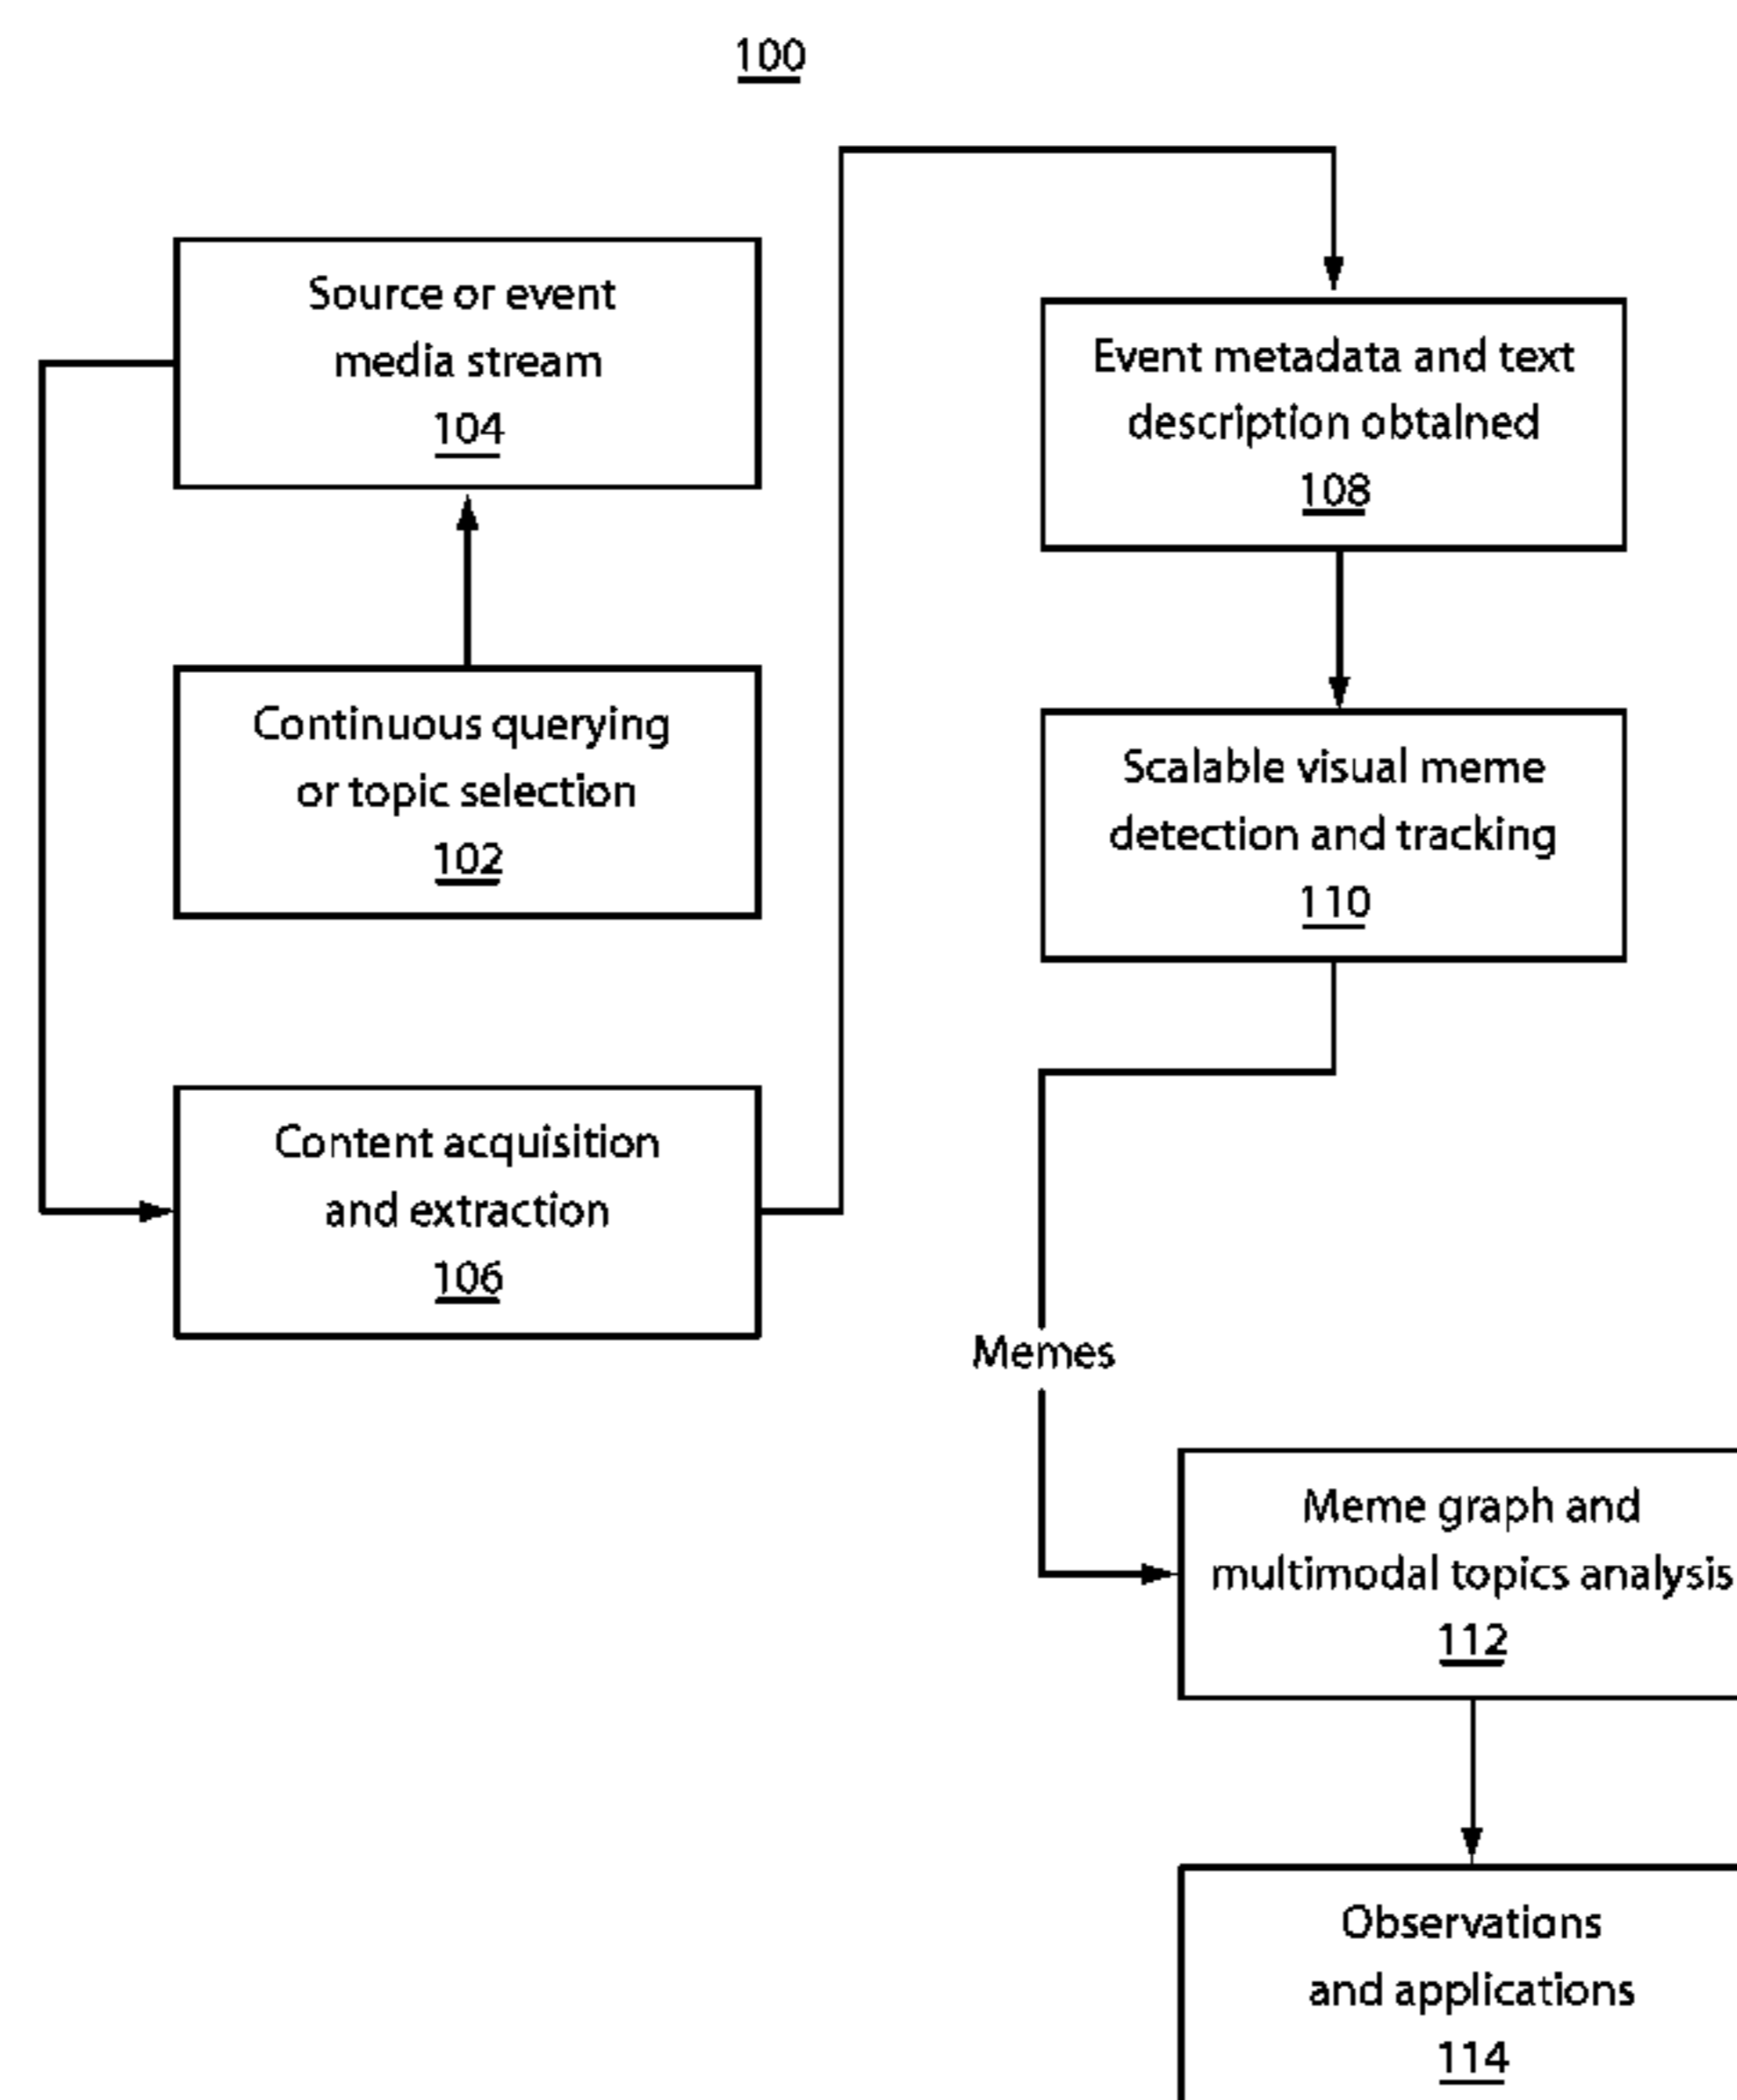 100
Source or event
media stream
104
Continuous querying
or topic selection
102
Content acquisition
and extraction
106
Event metadata and text
description obtained
108
Scalable visual meme
detection and tracking
110
Memes
Meme graph and
multimodal topics analysis
112
Observations
and applications
114